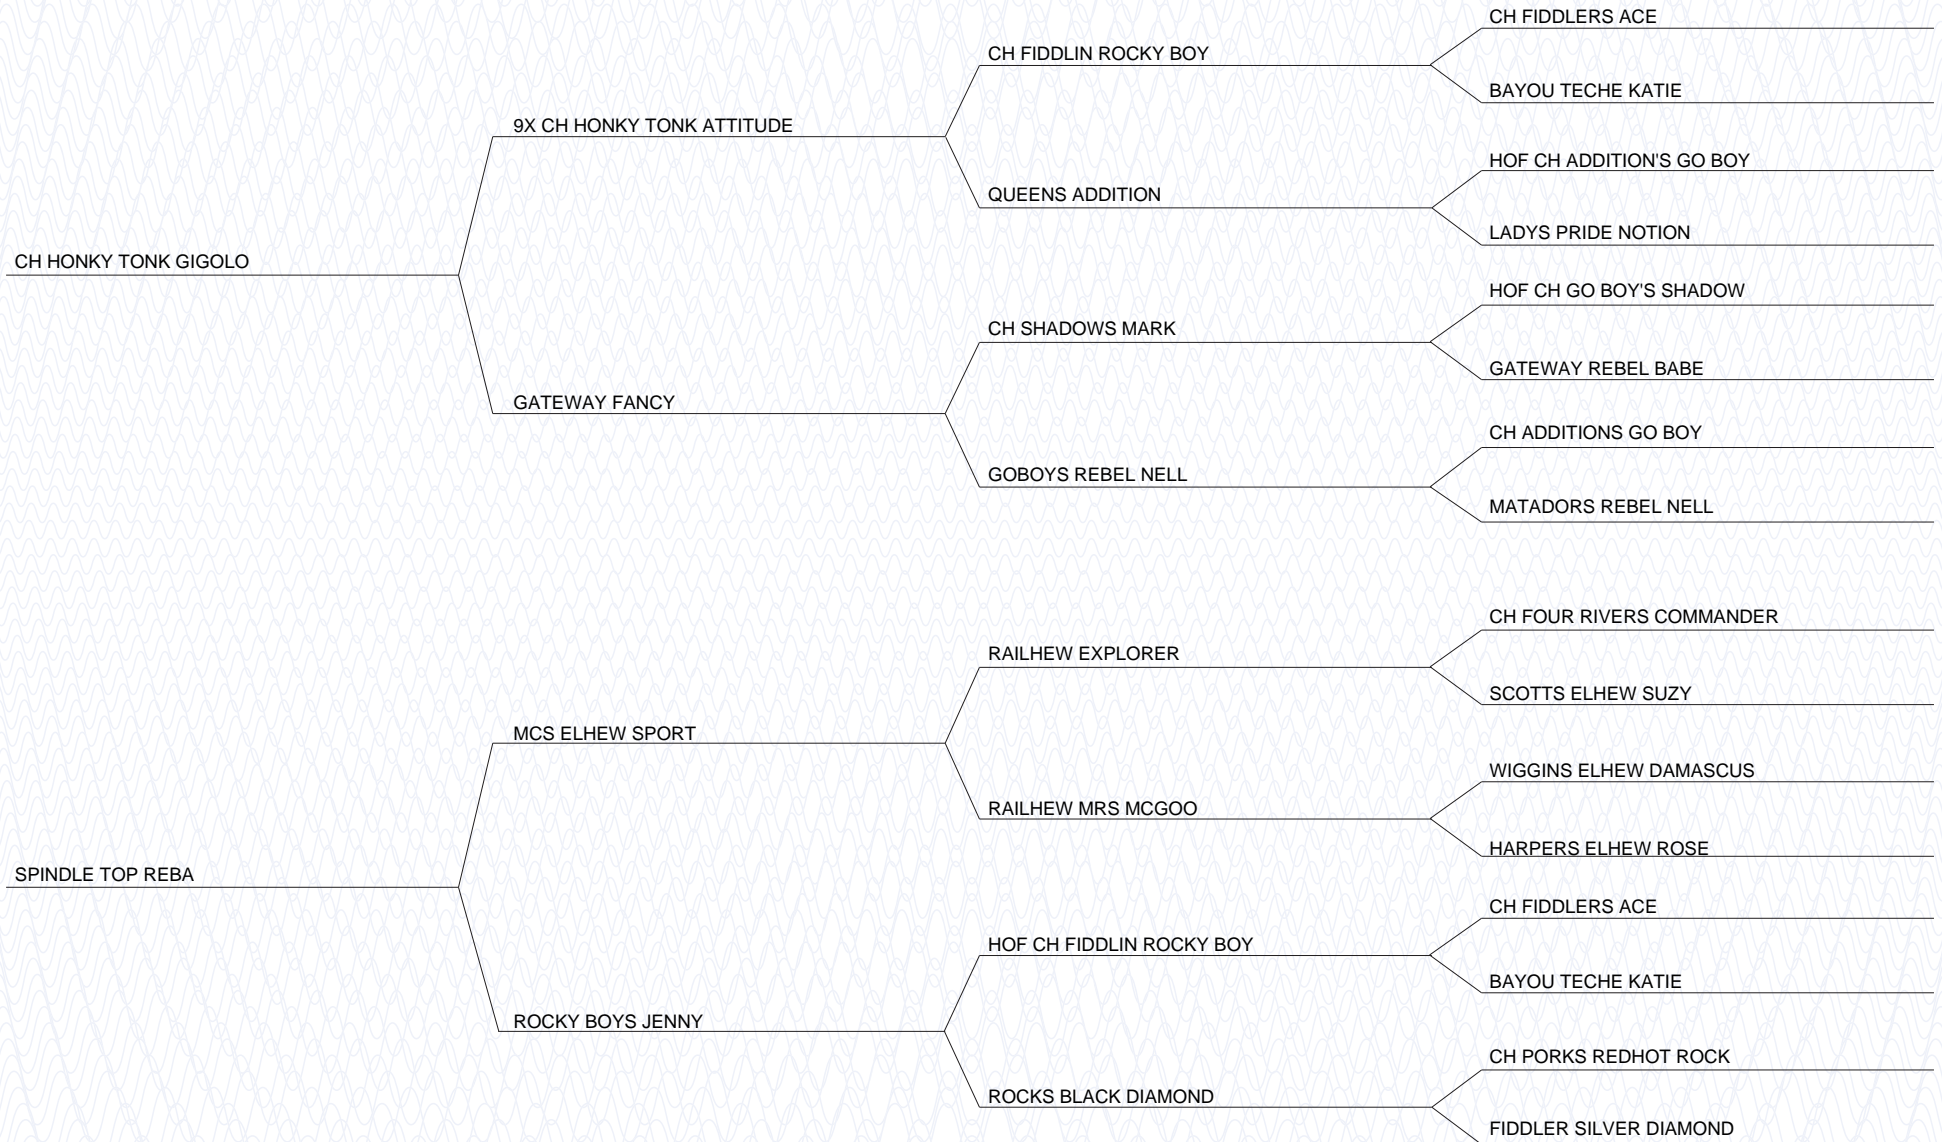 CH FIDDLERS ACE
CH FIDDLIN ROCKY BOY
BAYOU TECHE KATIE
9X CH HONKY TONK ATTITUDE
HOF CH ADDITION'S GO BOY
QUEENS ADDITION
LADYS PRIDE NOTION
CH HONKY TONK GIGOLO
HOF CH GO BOY'S SHADOW
CH SHADOWS MARK
GATEWAY REBEL BABE
GATEWAY FANCY
CH ADDITIONS GO BOY
GOBOYS REBEL NELL
MATADORS REBEL NELL
CH FOUR RIVERS COMMANDER
RAILHEW EXPLORER
SCOTTS ELHEW SUZY
MCS ELHEW SPORT
WIGGINS ELHEW DAMASCUS
RAILHEW MRS MCGOO
HARPERS ELHEW ROSE
SPINDLE TOP REBA
CH FIDDLERS ACE
HOF CH FIDDLIN ROCKY BOY
BAYOU TECHE KATIE
ROCKY BOYS JENNY
CH PORKS REDHOT ROCK
ROCKS BLACK DIAMOND
FIDDLER SILVER DIAMOND